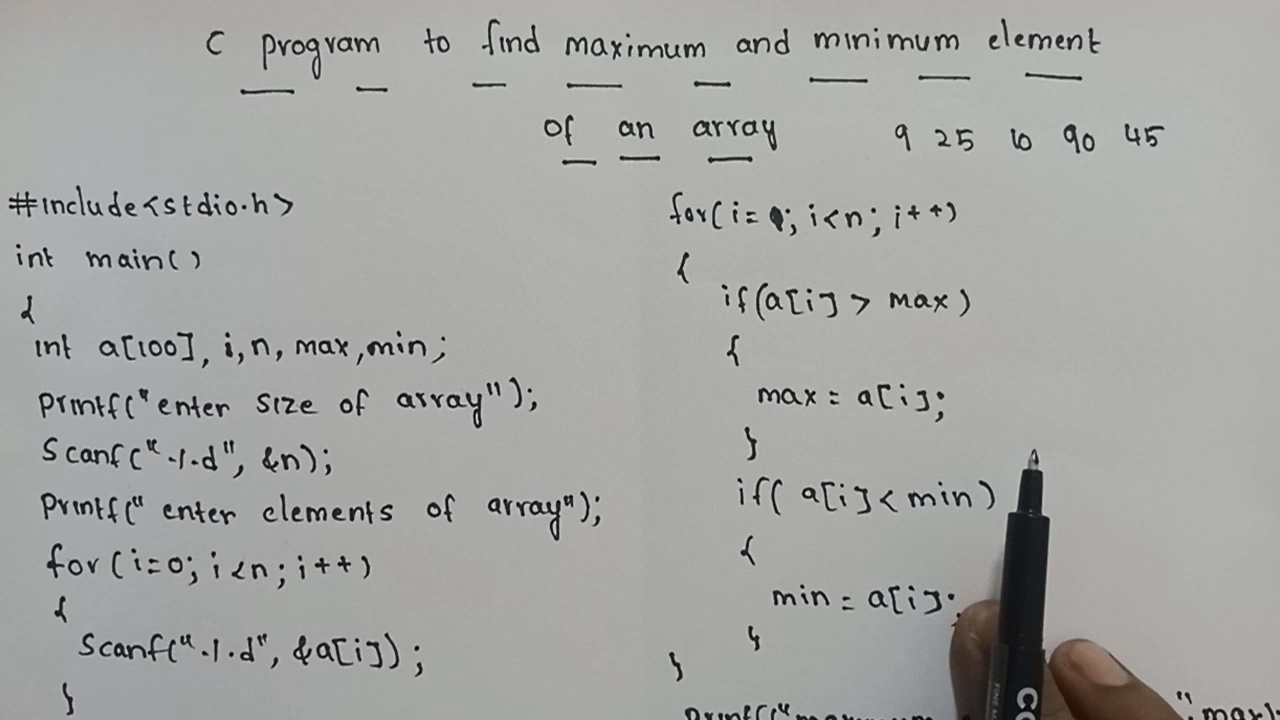 C program to find maximum and minimum element
of an array
9 25 10 90 45
#include<stdio.h>
int main()
{
int a[100], i,n, max,min;
printf("enter size of array");
Scanf("%d", &n);
printf("enter elements of array");
for(i=0; i<n; i++)
{
Scanf("%d", &a[i]);
}
for(i= ; i<n; i++)
{
if(a[i] > max)
{
max = a[i];
}
if( a[i] < min)
{
min = a[i];
}
}
printf("